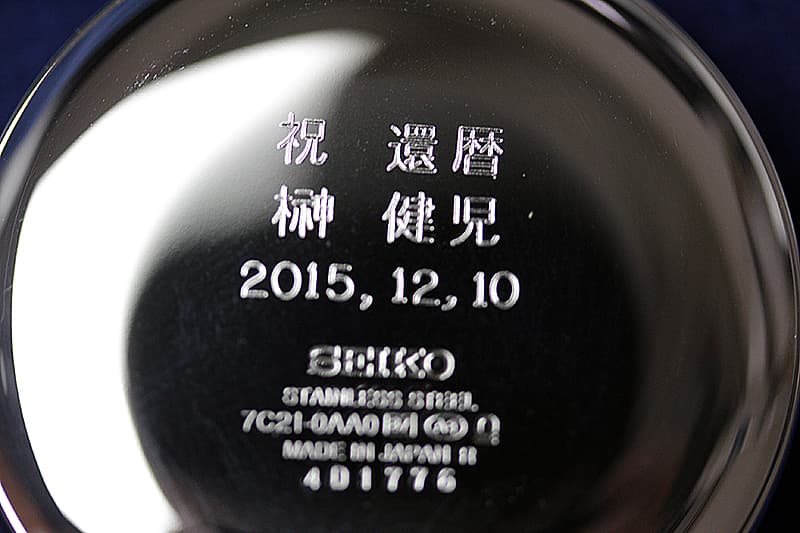 祝 還暦
榊 健児
2015,12,10
SEIKO
STAINLESS STEEL
7C21-0AA0
MADE IN JAPAN
401776